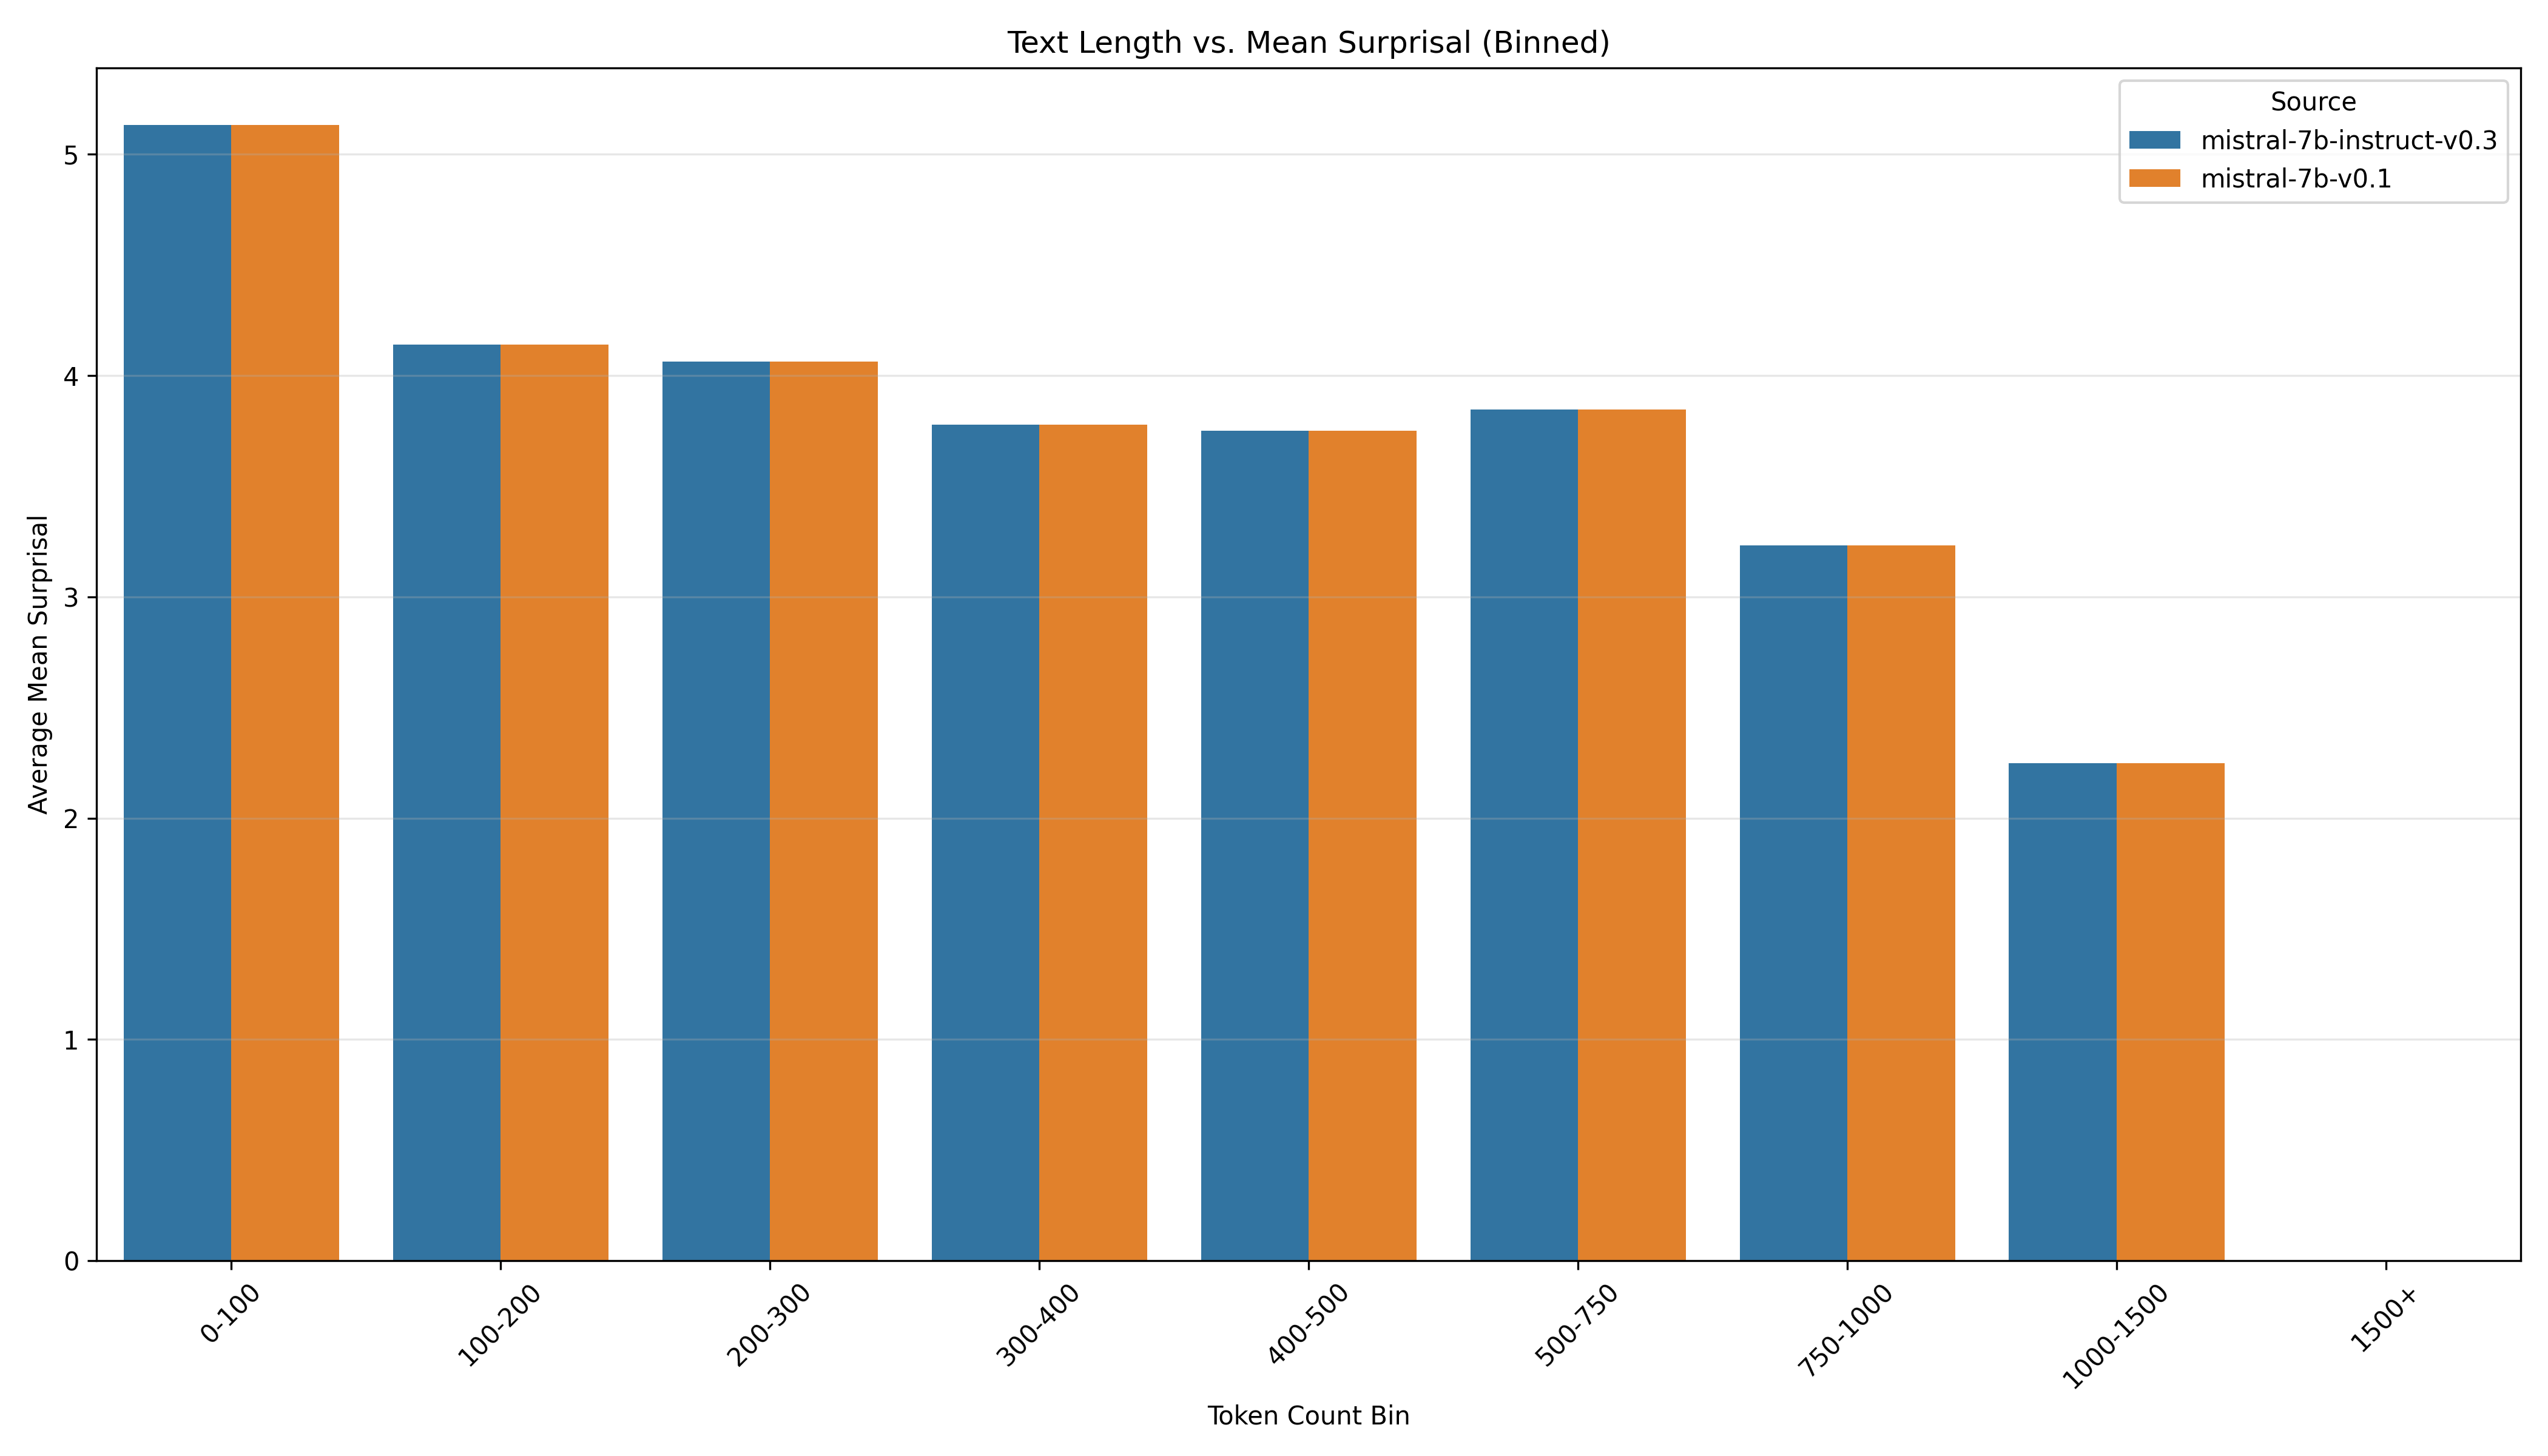 Text Length vs. Mean Surprisal (Binned)
Source
mistral-7b-instruct-v0.3
mistral-7b-v0.1
Average Mean Surprisal
5
4
3
2
1
0
0-100
100-200
200-300
300-400
400-500
500-750
750-1000
1000-1500
1500+
Token Count Bin